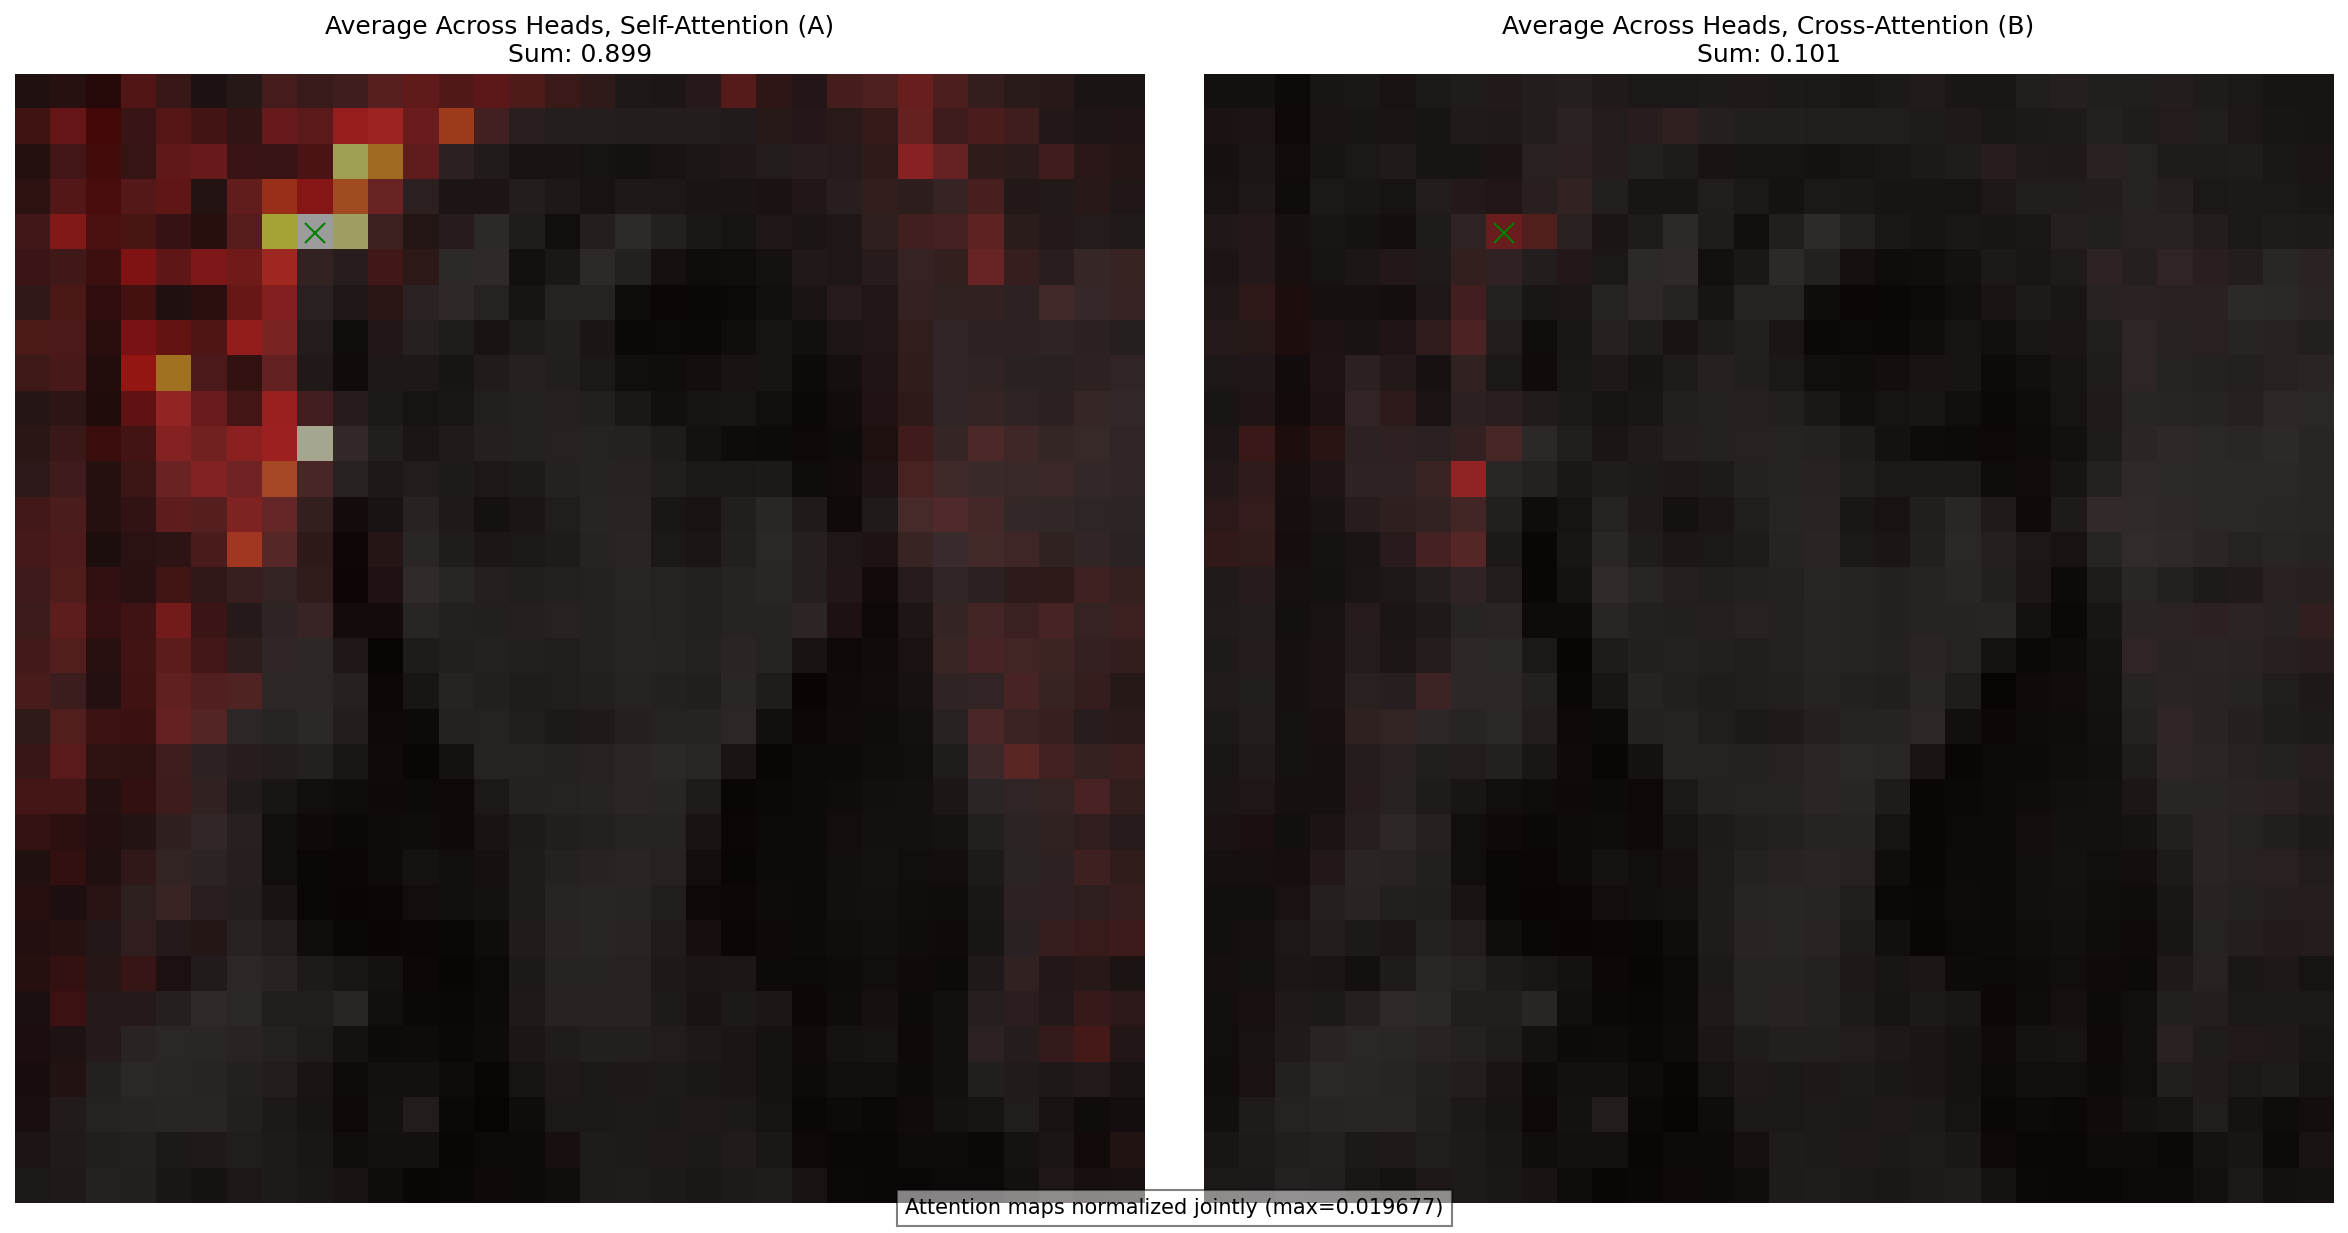 Average Across Heads, Self-Attention (A)
Sum: 0.899
Average Across Heads, Cross-Attention (B)
Sum: 0.101
Attention maps normalized jointly (max=0.019677)